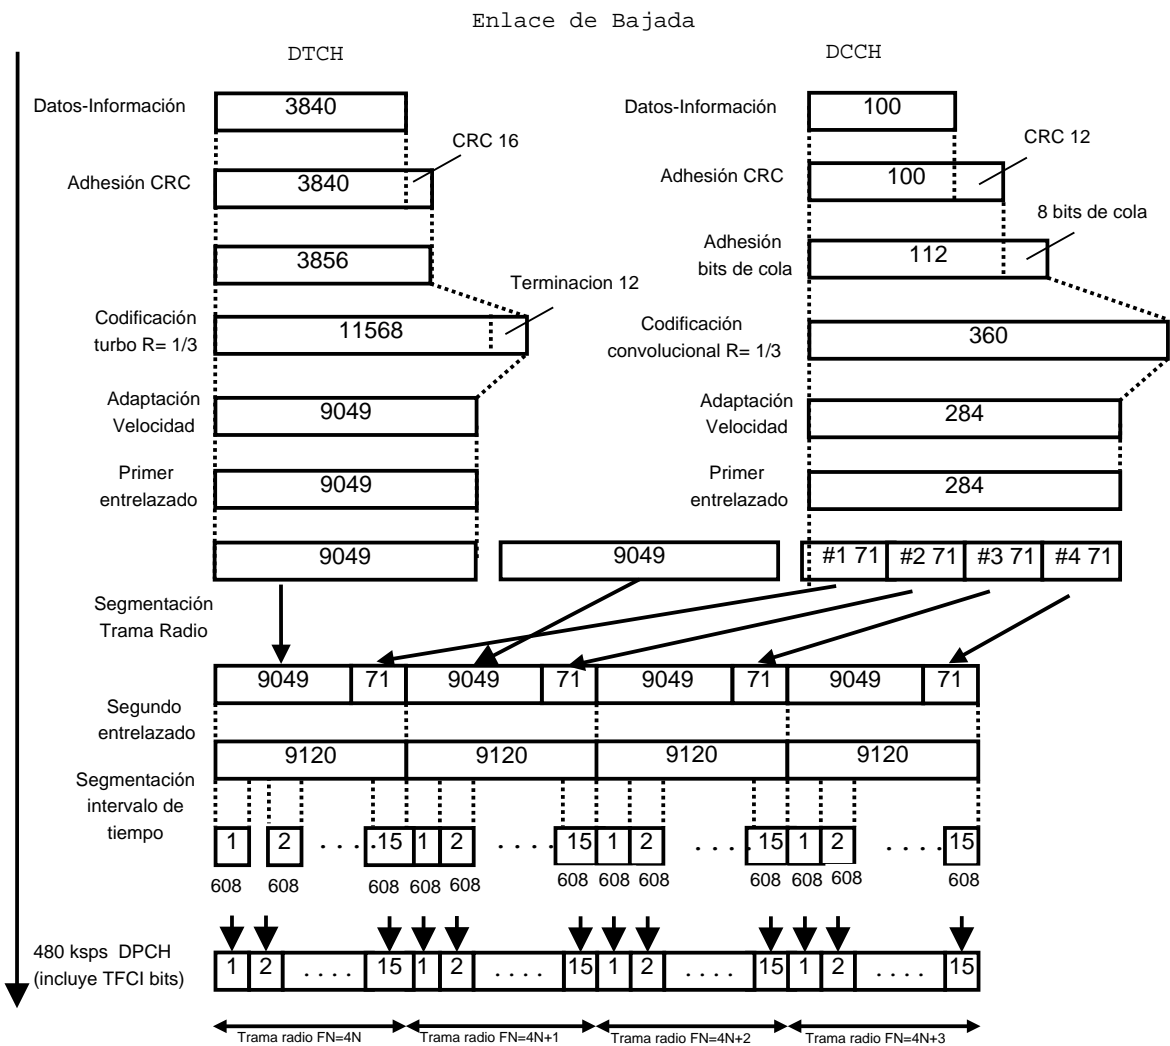 Enlace de Bajada
DTCH
DCCH
Datos-Información
3840
Datos-Información
100
CRC 16
CRC 12
Adhesión CRC
3840
Adhesión CRC
100
8 bits de cola
3856
Adhesión
bits de cola
112
Terminacion 12
Codificación
turbo R= 1/3
11568
Codificación
convolucional R= 1/3
360
Adaptación
Velocidad
9049
Adaptación
Velocidad
284
Primer
entrelazado
9049
Primer
entrelazado
284
9049
9049
#1 71 #2 71 #3 71 #4 71
Segmentación
Trama Radio
9049 71 9049 71 9049 71 9049 71
Segundo
entrelazado
9120 9120 9120 9120
Segmentación
intervalo de
tiempo
1 2 . . . . 15 1 2 . . . . 15 1 2 . . . . 15 1 2 . . . . 15
608 608 608 608 608 608 608 608 608 608 608 608
480 ksps DPCH
(incluye TFCI bits)
1 2 . . . . 15 1 2 . . . . 15 1 2 . . . . 15 1 2 . . . . 15
Trama radio FN=4N Trama radio FN=4N+1 Trama radio FN=4N+2 Trama radio FN=4N+3